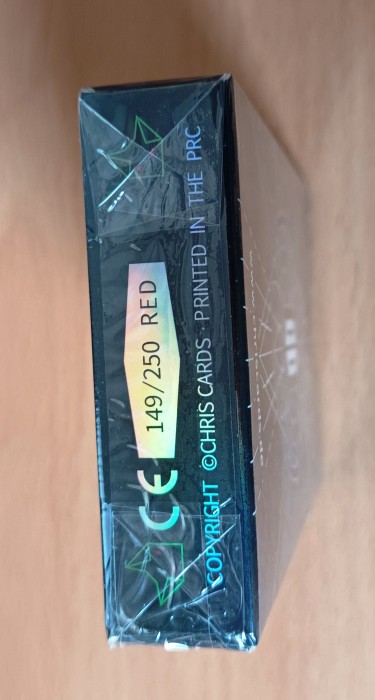 CE 149/250 RED
COPYRIGHT ©CHRIS CARDS · PRINTED IN THE PRC